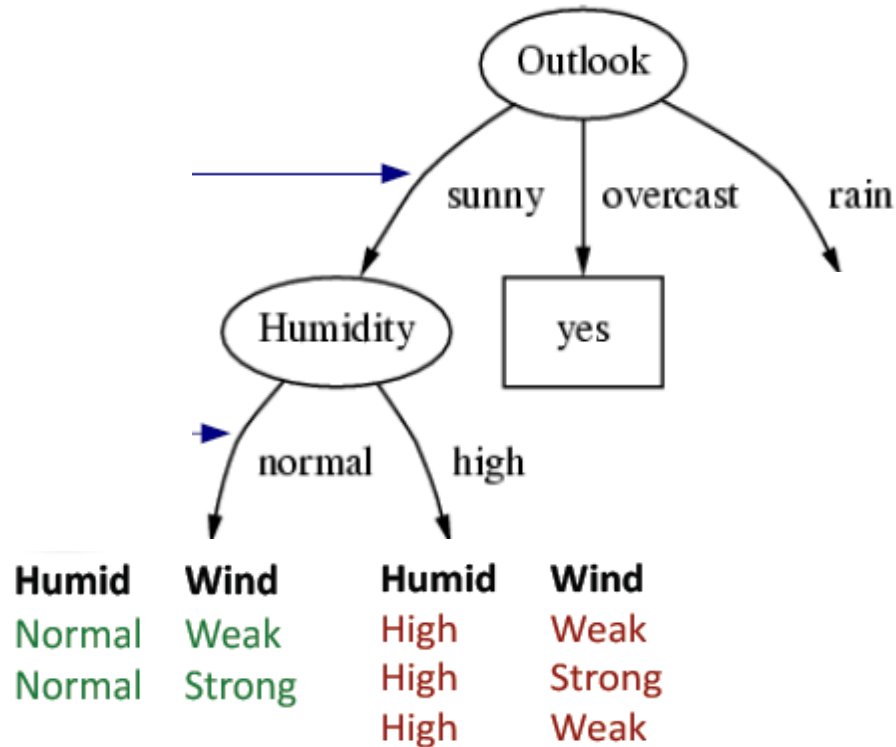 Outlook
sunny overcast rain
Humidity yes
normal high
Humid Wind Humid Wind
Normal Weak High Weak
Normal Strong High Strong
High Weak